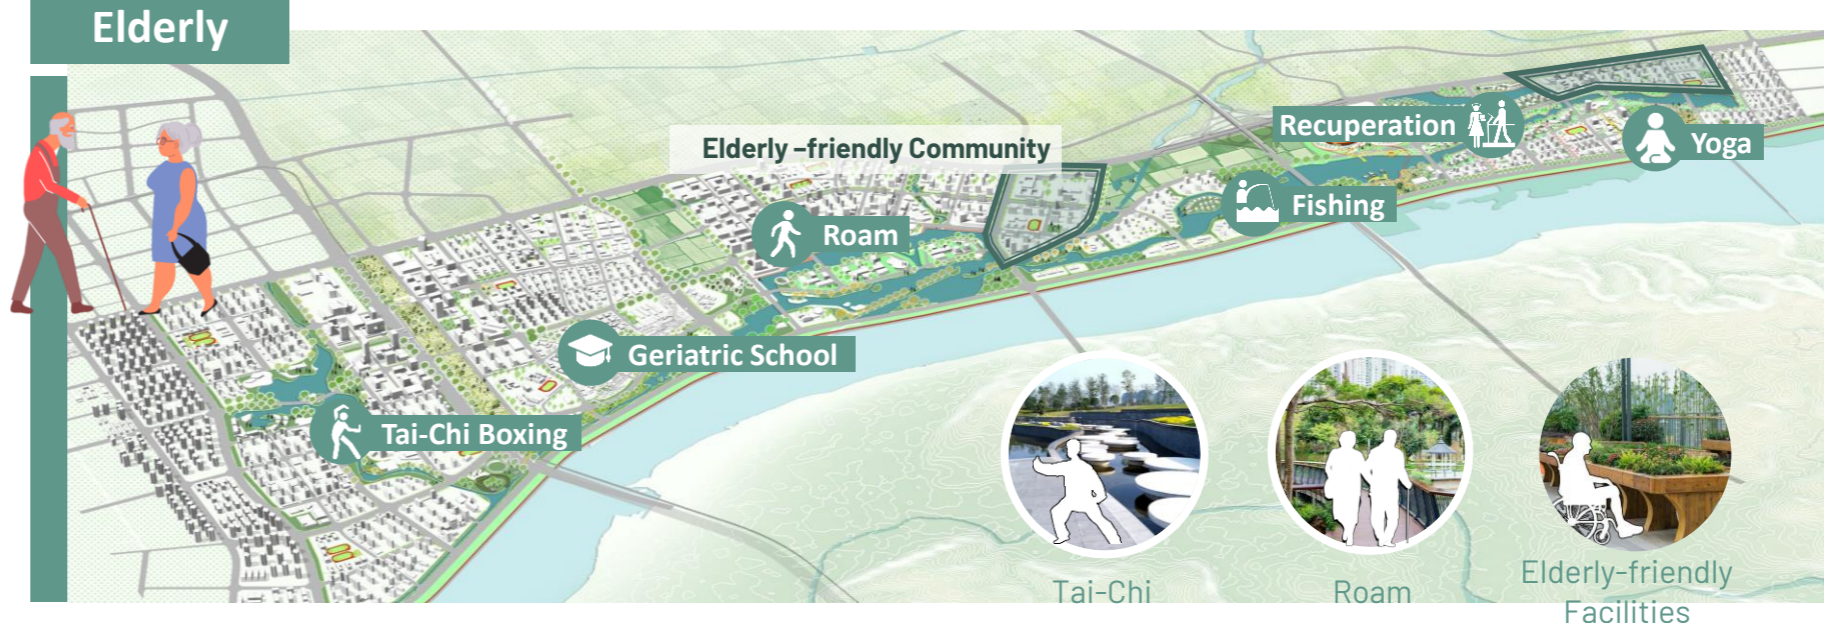 Elderly
Elderly –friendly Community
Recuperation
Yoga
Fishing
Roam
Geriatric School
Tai-Chi Boxing
Tai-Chi
Roam
Elderly-friendly
Facilities